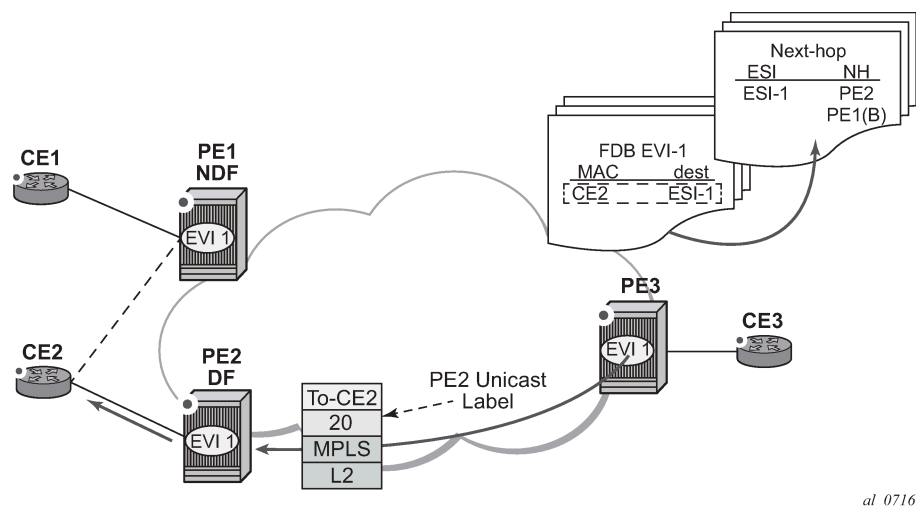 Next-hop
ESI NH
ESI-1 PE2
PE1(B)
FDB EVI-1
MAC dest
CE2 ESI-1
CE1
PE1
NDF
EVI 1
CE2
PE2
DF
EVI 1
To-CE2
20
MPLS
L2
PE2 Unicast
Label
PE3
EVI 1
CE3
al_0716